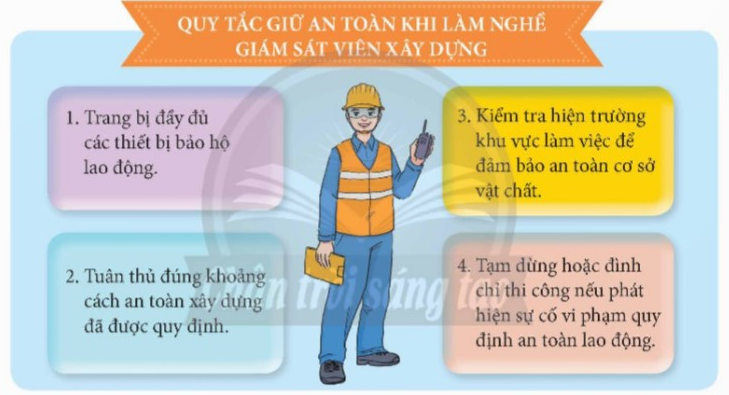 QUY TẮC GIỮ AN TOÀN KHI LÀM NGHỀ
GIÁM SÁT VIÊN XÂY DỰNG
1. Trang bị đầy đủ
các thiết bị bảo hộ
lao động.
2. Tuân thủ đúng khoảng
cách an toàn xây dựng
đã được quy định.
3. Kiểm tra hiện trường
khu vực làm việc để
đảm bảo an toàn cơ sở
vật chất.
4. Tạm dừng hoặc đình
chỉ thi công nếu phát
hiện sự cố vi phạm quy
định an toàn lao động.
Chân trời sáng tạo